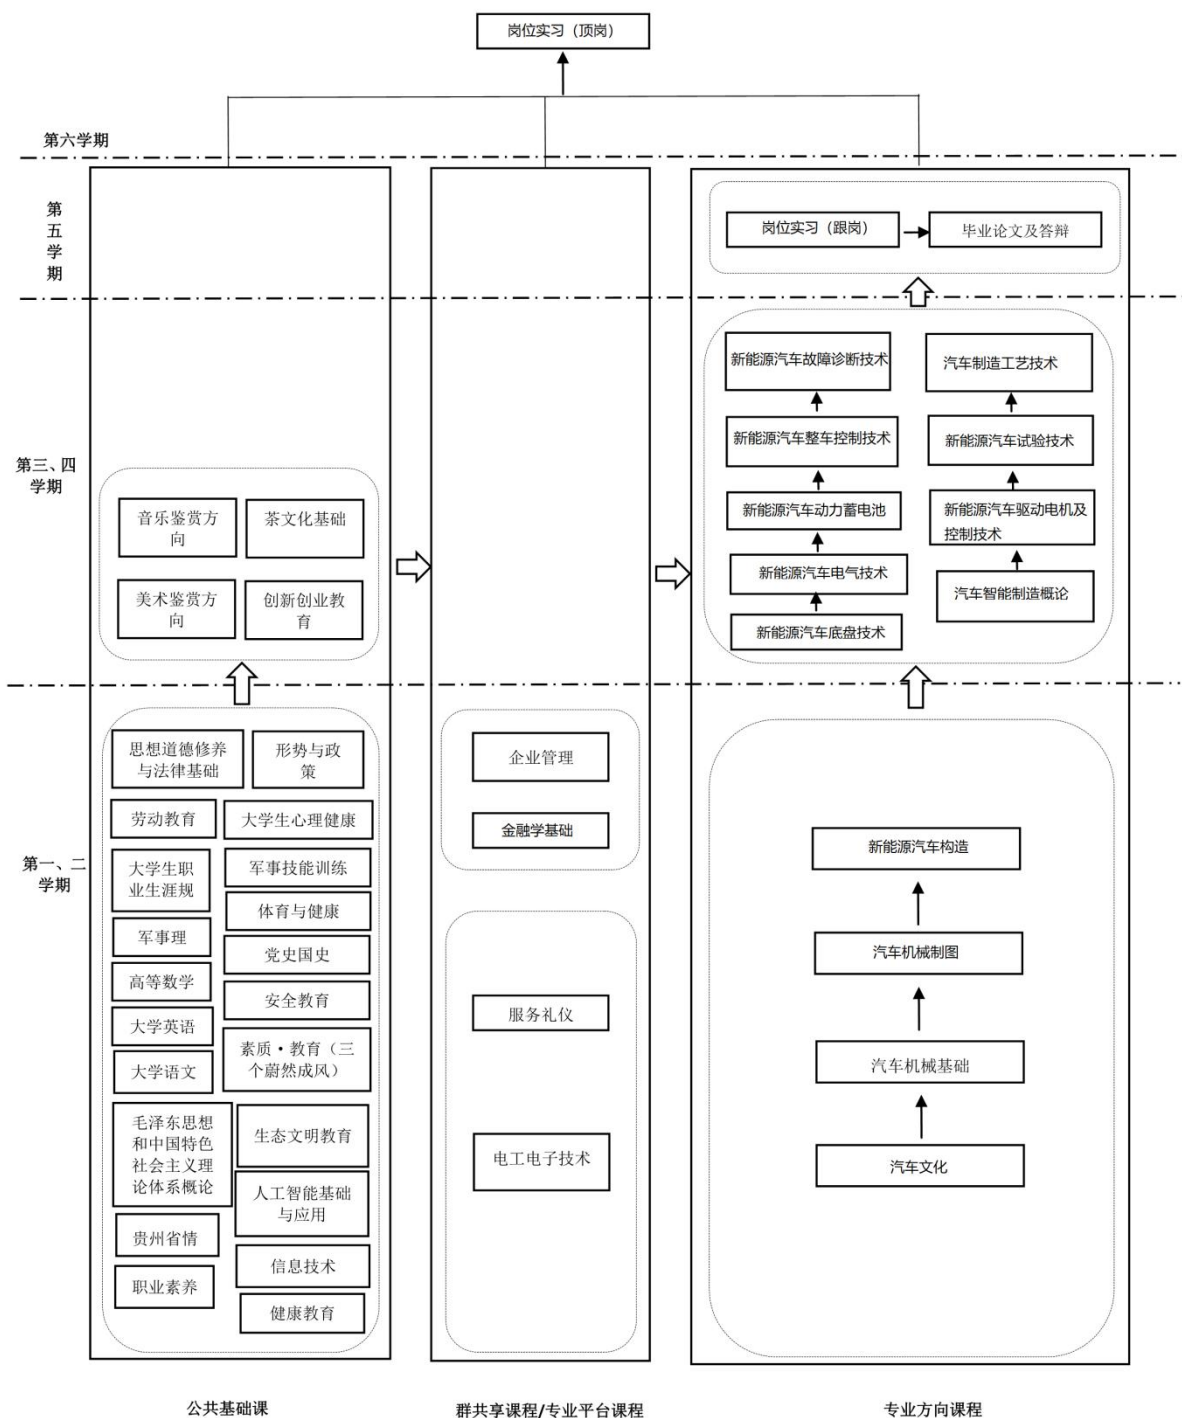 岗位实习（顶岗）
第六学期
第
五
学
期
岗位实习（跟岗）
毕业论文及答辩
第三、四
学期
音乐鉴赏方
向
茶文化基础
美术鉴赏方
向
创新创业教
育
新能源汽车故障诊断技术
汽车制造工艺技术
新能源汽车整车控制技术
新能源汽车试验技术
新能源汽车动力蓄电池
新能源汽车驱动电机及
控制技术
新能源汽车电气技术
汽车智能制造概论
新能源汽车底盘技术
第一、二
学期
思想道德修养
与法律基础
形势与政
策
劳动教育
大学生心理健康
大学生职
业生涯规
军事技能训练
体育与健康
军事理
党史国史
高等数学
安全教育
大学英语
素质·教育（三
个蔚然成风）
大学语文
毛泽东思想
和中国特色
社会主义理
论体系概论
生态文明教育
人工智能基础
与应用
贵州省情
信息技术
职业素养
健康教育
企业管理
金融学基础
服务礼仪
电工电子技术
新能源汽车构造
汽车机械制图
汽车机械基础
汽车文化
公共基础课
群共享课程/专业平台课程
专业方向课程